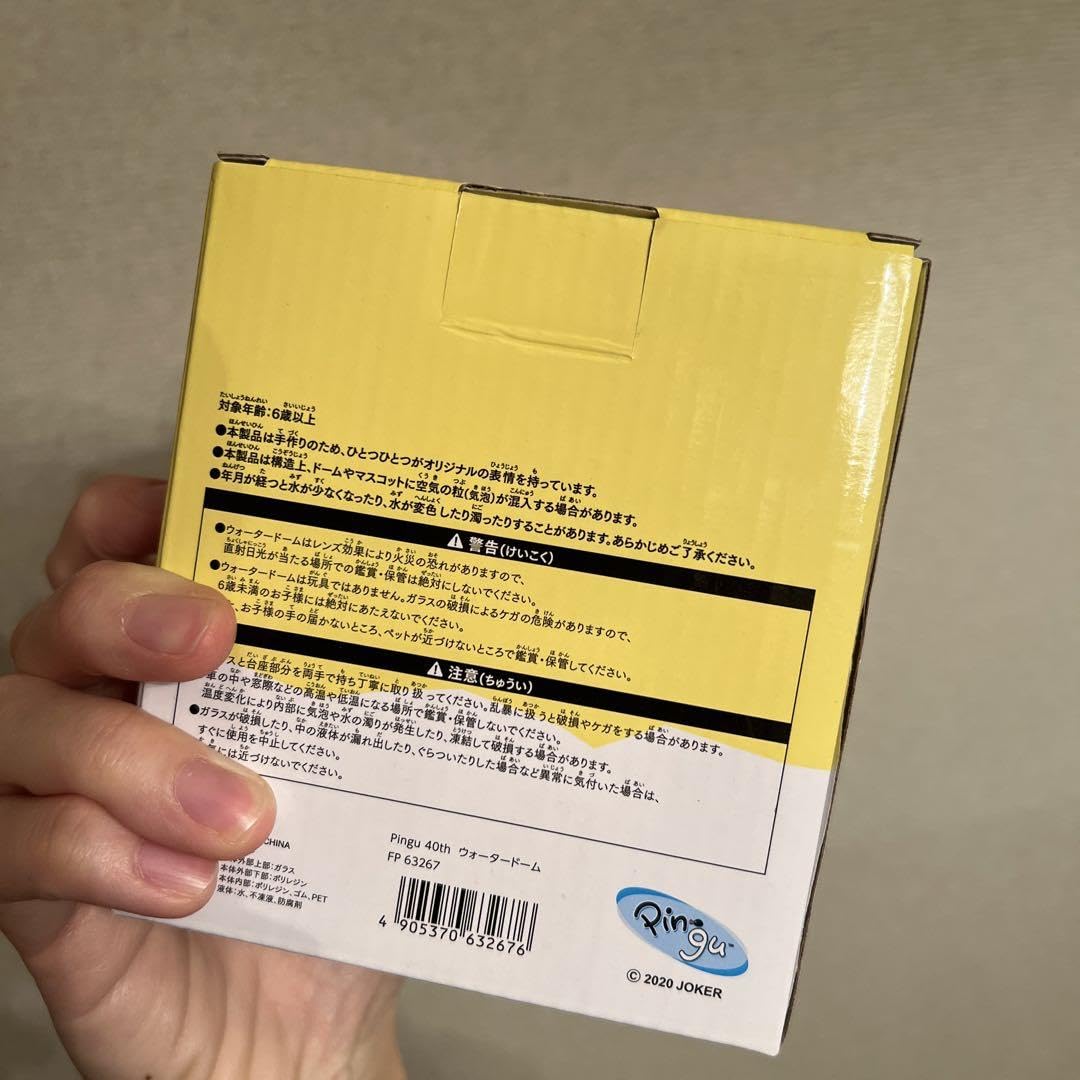 対象年齢:6歳以上
●本製品は手作りのため、ひとつひとつがオリジナルの表情を持っています。
●本製品は構造上、ドームやマスコットに空気の粒(気泡)が混入する場合があります。
●年月が経つと水が少なくなったり、水が変色したり濁ったりすることがあります。あらかじめご了承ください。
⚠ 警告(けいこく)
●ウォータードームはレンズ効果により火災の恐れがありますので、
直射日光が当たる場所での鑑賞・保管は絶対にしないでください。
●ウォータードームは玩具ではありません。ガラスの破損によるケガの危険がありますので、
6歳未満のお子様には絶対にあたえないでください。
お子様の手の届かないところ、ペットが近づけないところで鑑賞・保管してください。
⚠ 注意(ちゅうい)
スと台座部分を両手で持ち丁寧に取り扱ってください。乱暴に扱うと破損やケガをする場合があります。
車の中や窓際などの高温や低温になる場所で鑑賞・保管しないでください。
温度変化により内部に気泡や水の濁りが発生したり、凍結して破損する場合があります。
●ガラスが破損したり、中の液体が漏れ出したり、ぐらついたりした場合など異常に気付いた場合は、
すぐに使用を中止してください。
には近づけないでください。
CHINA
本体外部上部:ガラス
本体外部下部:ポリレジン
本体内部:ポリレジン、ゴム、PET
液体:水、不凍液、防腐剤
Pingu 40th ウォータードーム
FP 63267
4 905370 632676
Pingu™
© 2020 JOKER